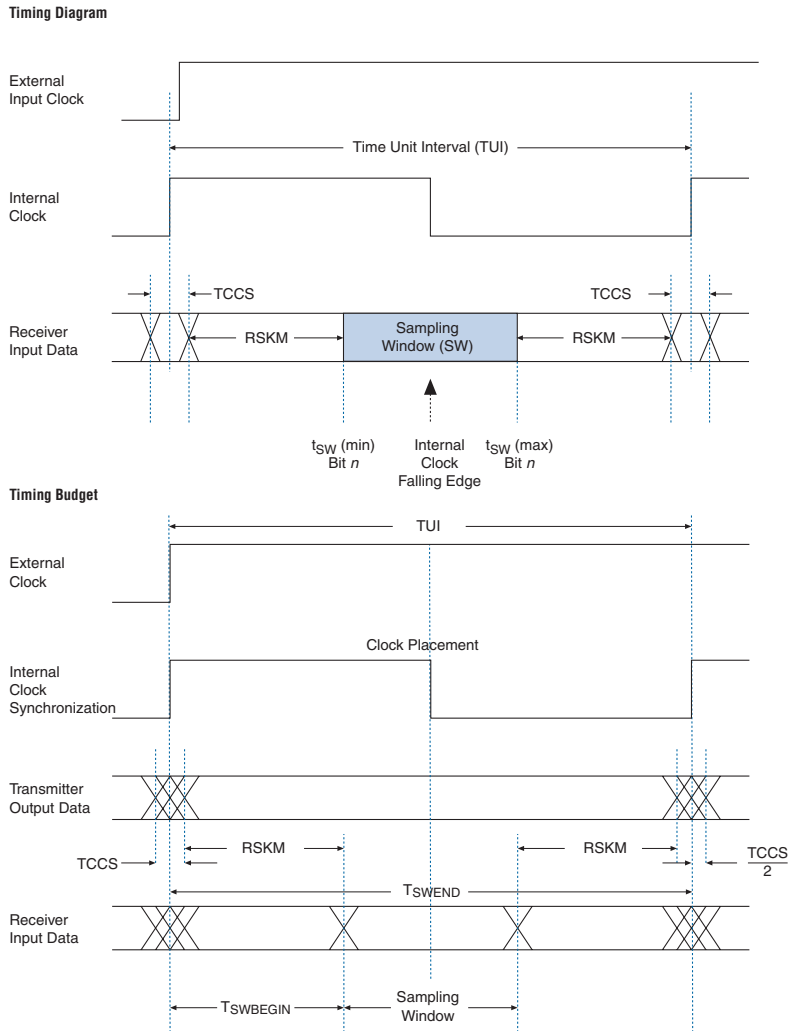 Timing Diagram
External
Input Clock
Time Unit Interval (TUI)
Internal
Clock
TCCS
TCCS
Receiver
Input Data
RSKM
Sampling
Window (SW)
RSKM
tSW (min)
Bit n
Internal
Clock
Falling Edge
tSW (max)
Bit n
Timing Budget
TUI
External
Clock
Clock Placement
Internal
Clock
Synchronization
Transmitter
Output Data
RSKM
RSKM
TCCS
TCCS
2
TSWEND
Receiver
Input Data
TSWBEGIN
Sampling
Window